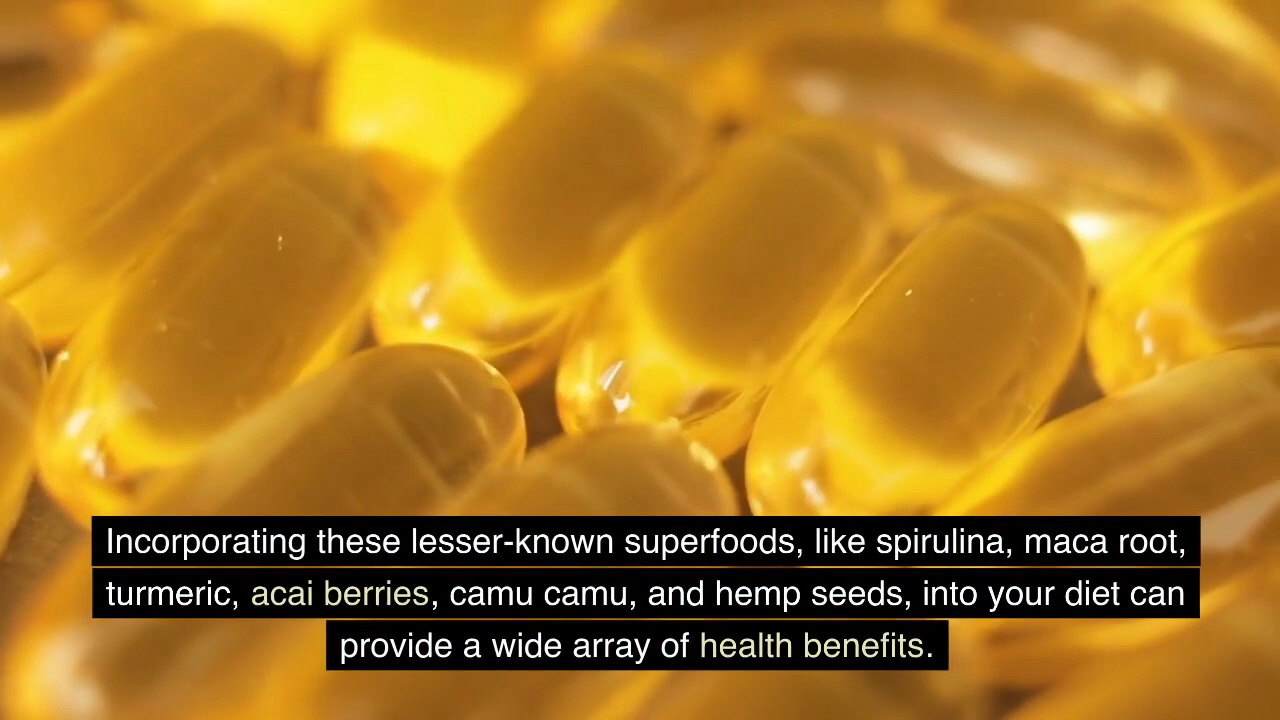 Incorporating these lesser-known superfoods, like spirulina, maca root,
turmeric, acai berries, camu camu, and hemp seeds, into your diet can
provide a wide array of health benefits.